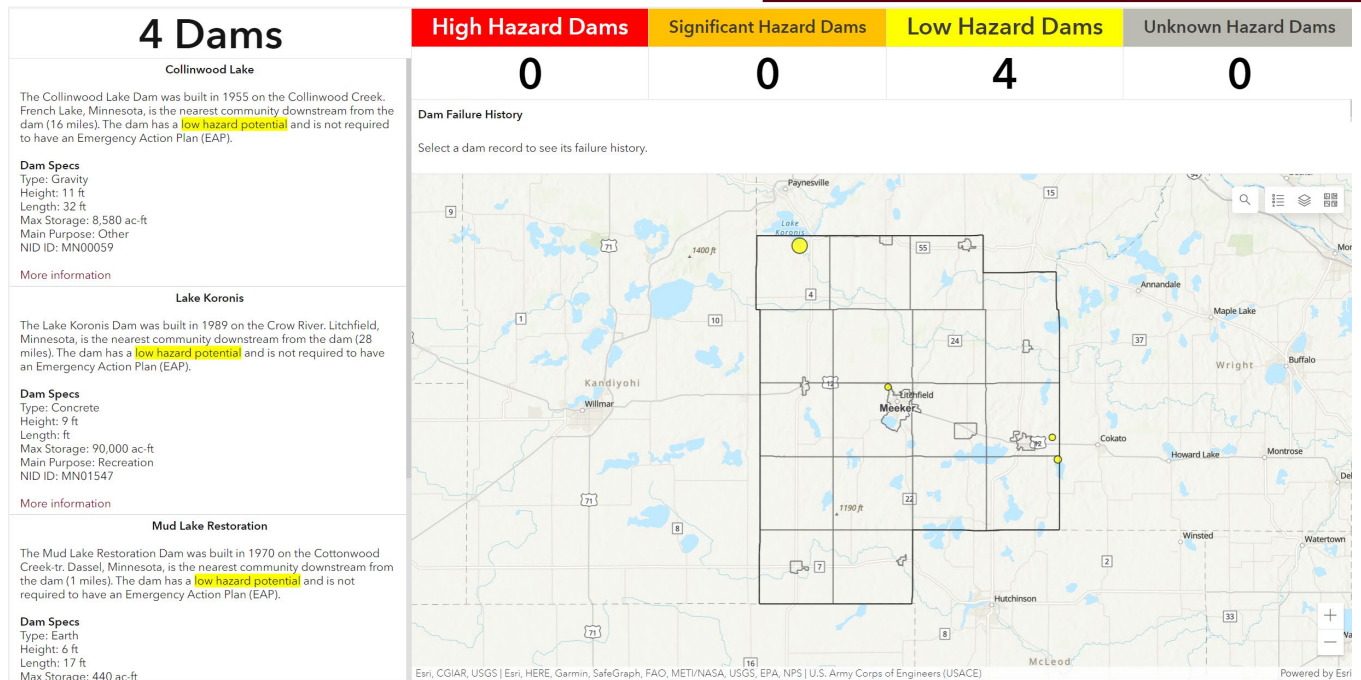 4 Dams
Collinwood Lake
The Collinwood Lake Dam was built in 1955 on the Collinwood Creek.
French Lake, Minnesota, is the nearest community downstream from the
dam (16 miles). The dam has a low hazard potential and is not required
to have an Emergency Action Plan (EAP).
Dam Specs
Type: Gravity
Height: 11 ft
Length: 32 ft
Max Storage: 8,580 ac-ft
Main Purpose: Other
NID ID: MN00059
More information
Lake Koronis
The Lake Koronis Dam was built in 1989 on the Crow River. Litchfield,
Minnesota, is the nearest community downstream from the dam (28
miles). The dam has a low hazard potential and is not required to have
an Emergency Action Plan (EAP).
Dam Specs
Type: Concrete
Height: 9 ft
Length: ft
Max Storage: 90,000 ac-ft
Main Purpose: Recreation
NID ID: MN01547
More information
Mud Lake Restoration
The Mud Lake Restoration Dam was built in 1970 on the Cottonwood
Creek-tr. Dassel, Minnesota, is the nearest community downstream from
the dam (1 miles). The dam has a low hazard potential and is not
required to have an Emergency Action Plan (EAP).
Dam Specs
Type: Earth
Height: 6 ft
Length: 17 ft
Max Storage: 440 ac-ft
High Hazard Dams
0
Significant Hazard Dams
0
Low Hazard Dams
4
Unknown Hazard Dams
0
Dam Failure History
Select a dam record to see its failure history.
94
Paynesville
15
9
Lake
Koronis
71
1400 ft
55
Mor
Annandale
4
Maple Lake
1
10
37
24
Buffalo
Wright
Kandiyohi
12
Litchfield
Willmar
Meeker
12
Cokato
Howard Lake
Montrose
Del
71
22
1190 ft
8
Winsted
Watertown
2
7
Hutchinson
33
71
8
Wa
McLeod
16
Esri, CGIAR, USGS | Esri, HERE, Garmin, SafeGraph, FAO, METI/NASA, USGS, EPA, NPS | U.S. Army Corps of Engineers (USACE)
Powered by Esri